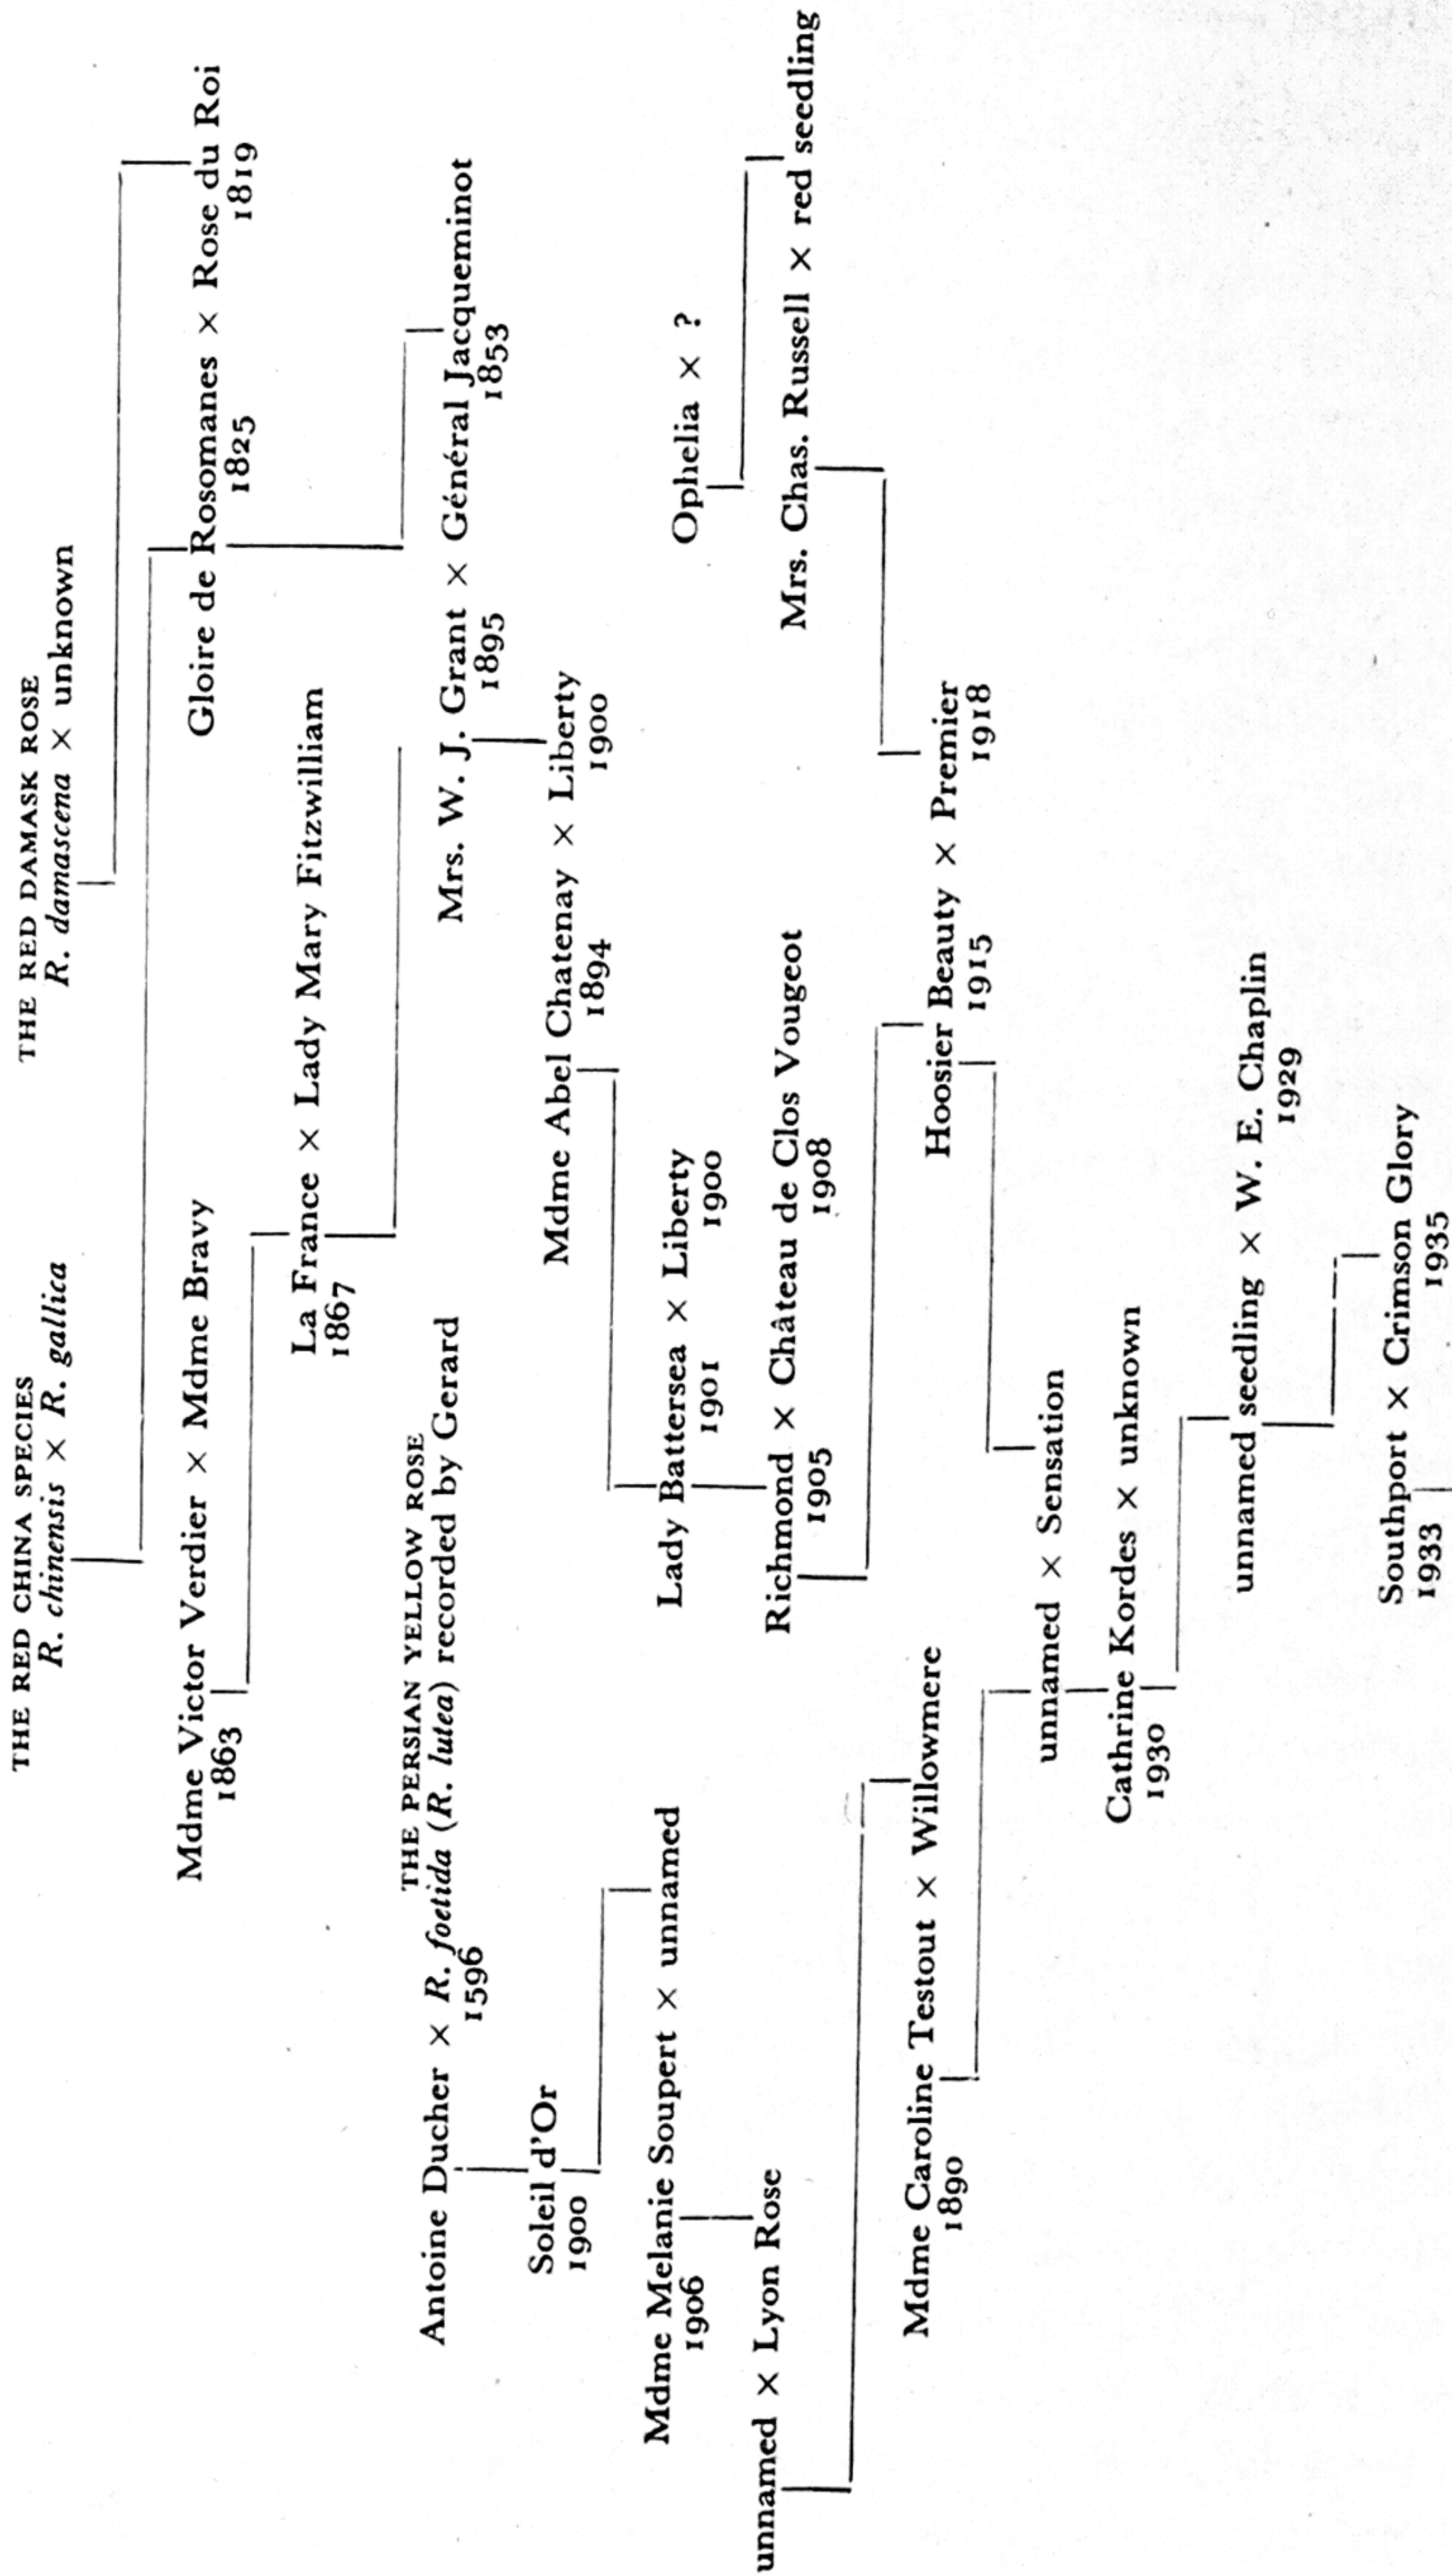 THE RED CHINA SPECIES
R. chinensis × R. gallica
THE RED DAMASK ROSE
R. damascena × unknown
Mdme Victor Verdier × Mdme Bravy
1863
Gloire de Rosomanes × Rose du Roi
1825 1819
La France × Lady Mary Fitzwilliam
1867
THE PERSIAN YELLOW ROSE
Antoine Ducher × R. foetida (R. lutea) recorded by Gerard
1596
Mrs. W. J. Grant × Général Jacqueminot
1895 1853
Soleil d'Or
1900
Mdme Abel Chatenay × Liberty
1894 1900
Mdme Melanie Soupert × unnamed
1906
Lady Battersea × Liberty
1901 1900
Ophelia × ?
unnamed × Lyon Rose
Richmond × Château de Clos Vougeot
1905 1908
Mrs. Chas. Russell × red seedling
Mdme Caroline Testout × Willowmere
1890
Hoosier Beauty × Premier
1915 1918
unnamed × Sensation
Cathrine Kordes × unknown
1930
unnamed seedling × W. E. Chaplin
1929
Southport × Crimson Glory
1933 1935